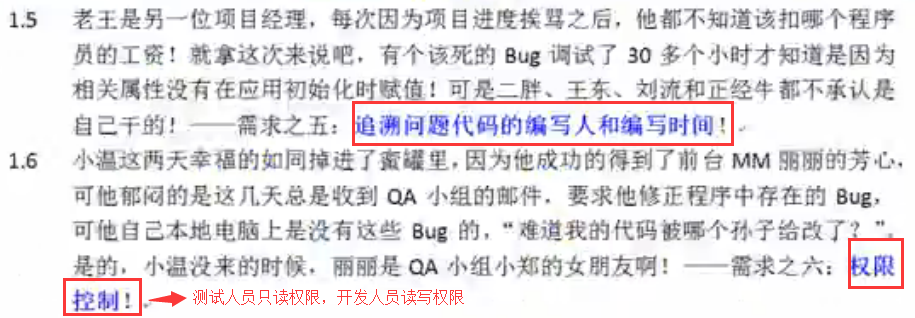 1.5 老王是另一位项目经理，每次因为项目进度挨骂之后，他都不知道该扣哪个程序
员的工资！就拿这次来说吧，有个该死的 Bug 调试了 30 多个小时才知道是因为
相关属性没有在应用初始化时赋值！可是二胖、王东、刘流和正经牛都不承认是
自己干的！——需求之五：追溯问题代码的编写人和编写时间！
1.6 小温这两天幸福的如同掉进了蜜罐里，因为他成功的得到了前台 MM 丽丽的芳心，
可他郁闷的是这几天总是收到 QA 小组的邮件，要求他修正程序中存在的 Bug，
可他自己本地电脑上是没有这些 Bug 的，“难道我的代码被哪个孙子给改了？”。
是的，小温没来的时候，丽丽是 QA 小组小郑的女朋友啊！——需求之六：权限
控制！ 测试人员只读权限，开发人员读写权限